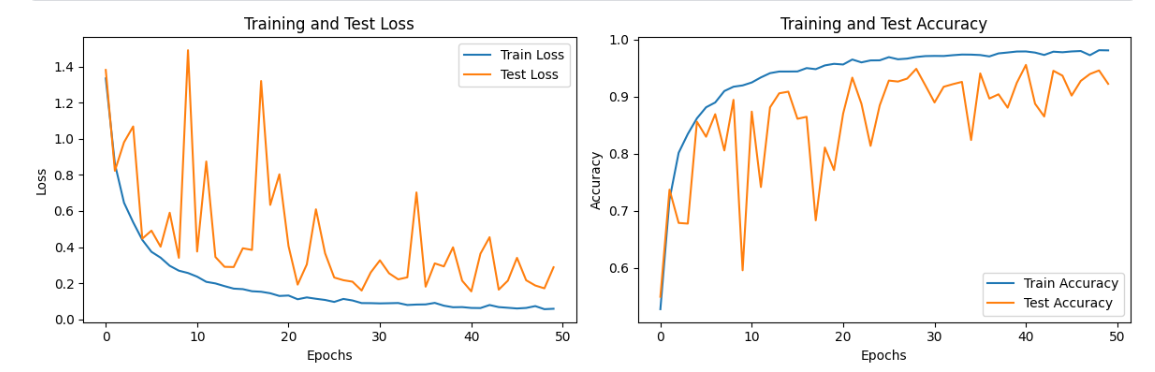 Training and Test Loss
Loss
1.4
1.2
1.0
0.8
0.6
0.4
0.2
0.0
Train Loss
Test Loss
0 10 20 30 40 50
Epochs
Training and Test Accuracy
Accuracy
1.0
0.9
0.8
0.7
0.6
Train Accuracy
Test Accuracy
0 10 20 30 40 50
Epochs